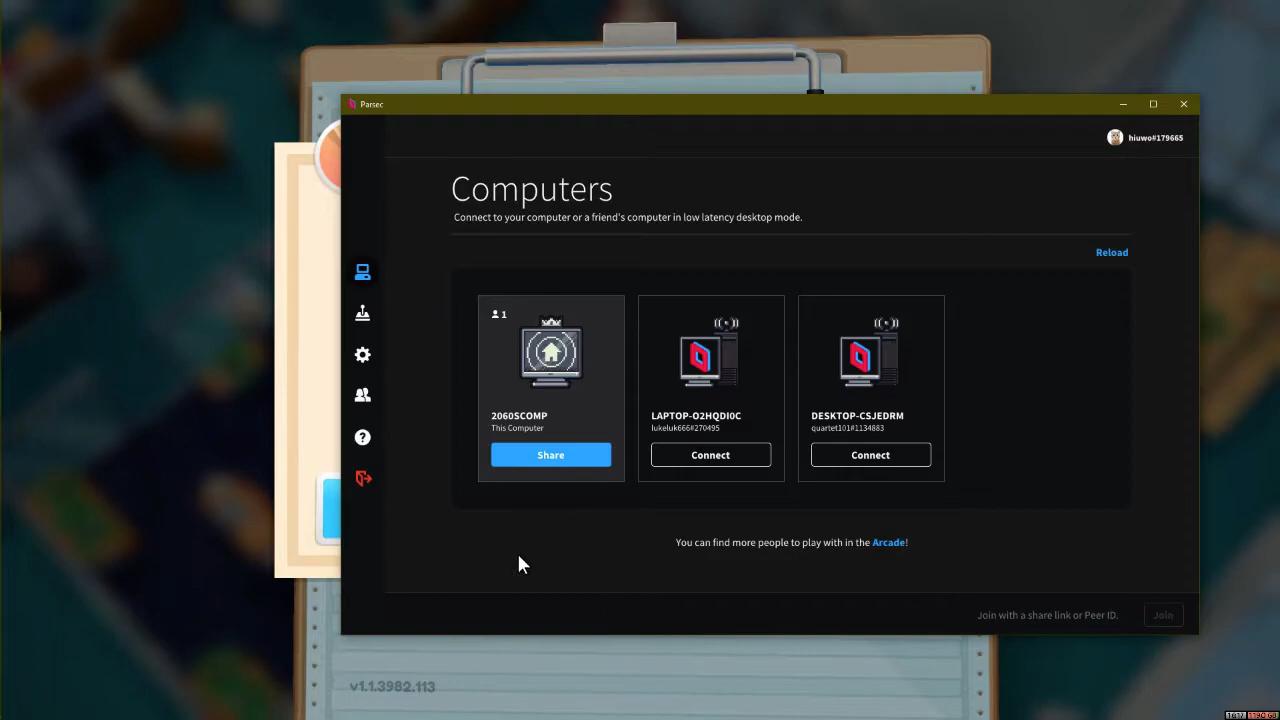 Parsec
hiuwo#179665
Computers
Connect to your computer or a friend's computer in low latency desktop mode.
Reload
1
2060SCOMP
This Computer
Share
LAPTOP-O2HQDI0C
lukeluk666#270495
Connect
DESKTOP-CSJEDRM
quartet101#1134883
Connect
You can find more people to play with in the Arcade!
Join with a share link or Peer ID.
Join
v1.1.3982.113